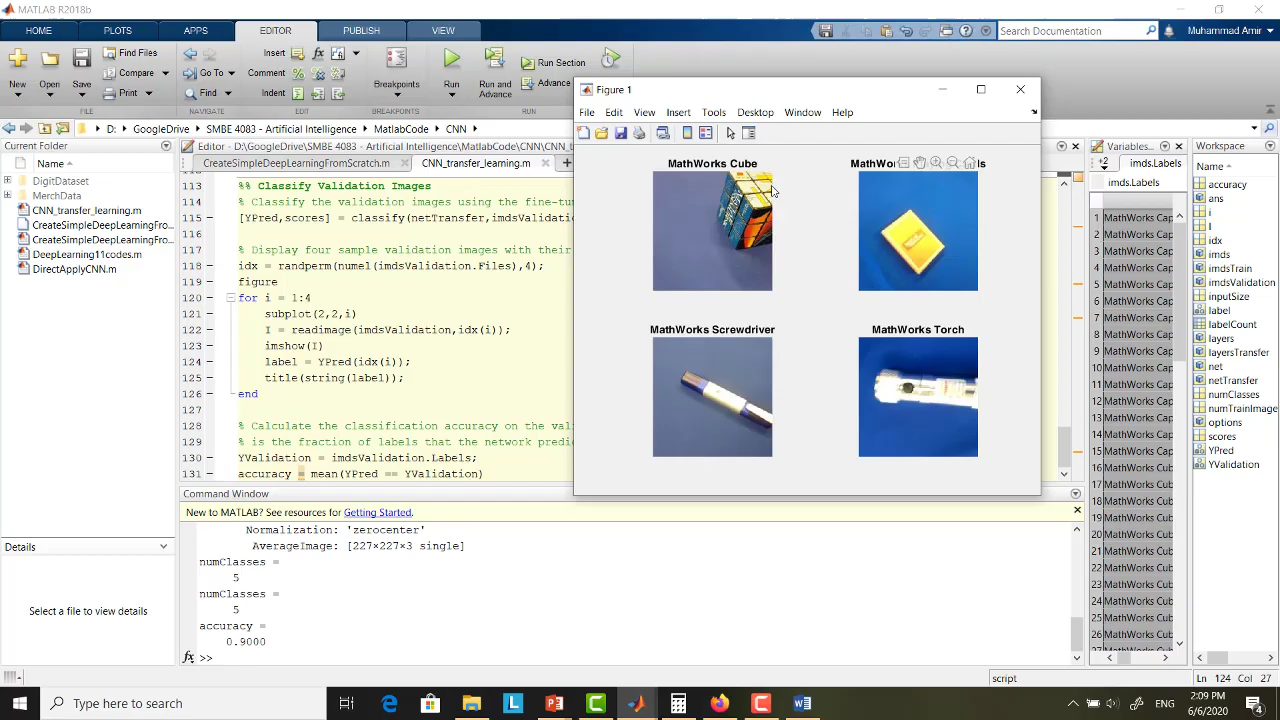 MATLAB R2018b
HOME PLOTS APPS EDITOR PUBLISH VIEW
Search Documentation
Muhammad Amir
New Open Save
Find Files
Compare
Print
FILE
Go To
Find
NAVIGATE
Insert
Comment
Indent
EDIT
Breakpoints
BREAKPOINTS
Run
Run and
Advance
Run Section
Advance
RUN
D: GoogleDrive SMBE 4083 - Artificial Intelligence MatlabCode CNN
Current Folder
Name
DigitDataset
MerchData
CNN_transfer_learning.m
CreateSimpleDeepLearningFro...
CreateSimpleDeepLearningFro...
DeepLearning11codes.m
DirectApplyCNN.m
Details
Select a file to view details
Editor - D:\GoogleDrive\SMBE 4083 - Artificial Intelligence\MatlabCode\CNN\CNN_t
CreateSimpleDeepLearningFromScratch.m CNN_transfer_learning.m
113 %% Classify Validation Images
114 % Classify the validation images using the fine-tun
115 [YPred,scores] = classify(netTransfer,imdsValidatio
116
117 % Display four sample validation images with their
118 idx = randperm(numel(imdsValidation.Files),4);
119 figure
120 for i = 1:4
121 subplot(2,2,i)
122 I = readimage(imdsValidation,idx(i));
123 imshow(I)
124 label = YPred(idx(i));
125 title(string(label));
126 end
127
128 % Calculate the classification accuracy on the val
129 % is the fraction of labels that the network predi
130 YValidation = imdsValidation.Labels;
131 accuracy = mean(YPred == YValidation)
Figure 1
File Edit View Insert Tools Desktop Window Help
MathWorks Cube
MathWor ls
MathWorks Screwdriver
MathWorks Torch
Command Window
New to MATLAB? See resources for Getting Started.
Normalization: 'zerocenter'
AverageImage: [227×227×3 single]
numClasses =
5
numClasses =
5
accuracy =
0.9000
fx >>
Variables...
imds.Labels
imds.Labels
1 MathWorks Cap
2 MathWorks Cap
3 MathWorks Cap
4 MathWorks Cap
5 MathWorks Cap
6 MathWorks Cap
7 MathWorks Cap
8 MathWorks Cap
9 MathWorks Cap
10 MathWorks Cap
11 MathWorks Cap
12 MathWorks Cap
13 MathWorks Cap
14 MathWorks Cap
15 MathWorks Cap
16 MathWorks Cub
17 MathWorks Cub
18 MathWorks Cub
19 MathWorks Cub
20 MathWorks Cub
21 MathWorks Cub
22 MathWorks Cub
23 MathWorks Cub
24 MathWorks Cub
25 MathWorks Cub
26 MathWorks Cub
Workspace
Name
accuracy
ans
i
I
idx
imds
imdsTrain
imdsValidation
inputSize
label
labelCount
layers
layersTransfer
net
netTransfer
numClasses
numTrainImage
options
scores
YPred
YValidation
script
Ln 124 Col 27
Type here to search
ENG
2:09 PM
6/6/2020